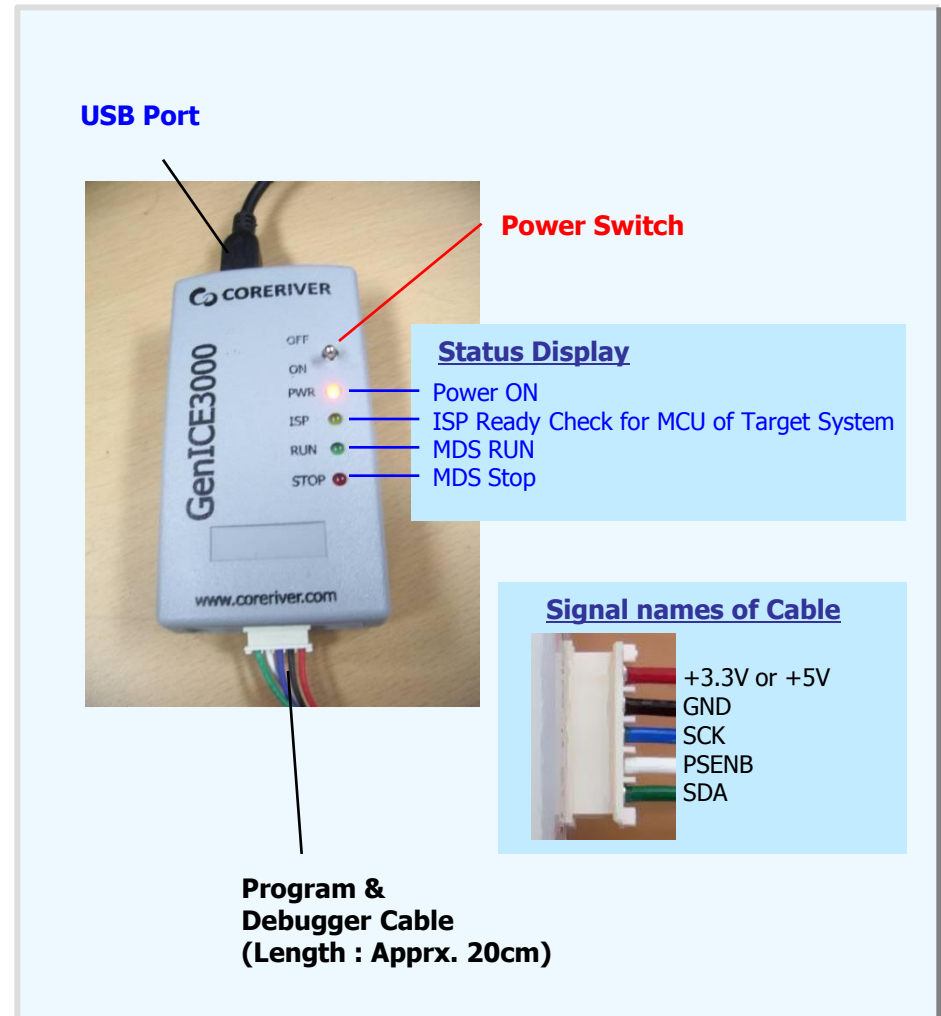 USB Port
Power Switch
CORERIVER
OFF
ON
PWR
ISP
RUN
STOP
GenICE3000
www.coreriver.com
Status Display
Power ON
ISP Ready Check for MCU of Target System
MDS RUN
MDS Stop
Signal names of Cable
+3.3V or +5V
GND
SCK
PSENB
SDA
Program &
Debugger Cable
(Length : Apprx. 20cm)